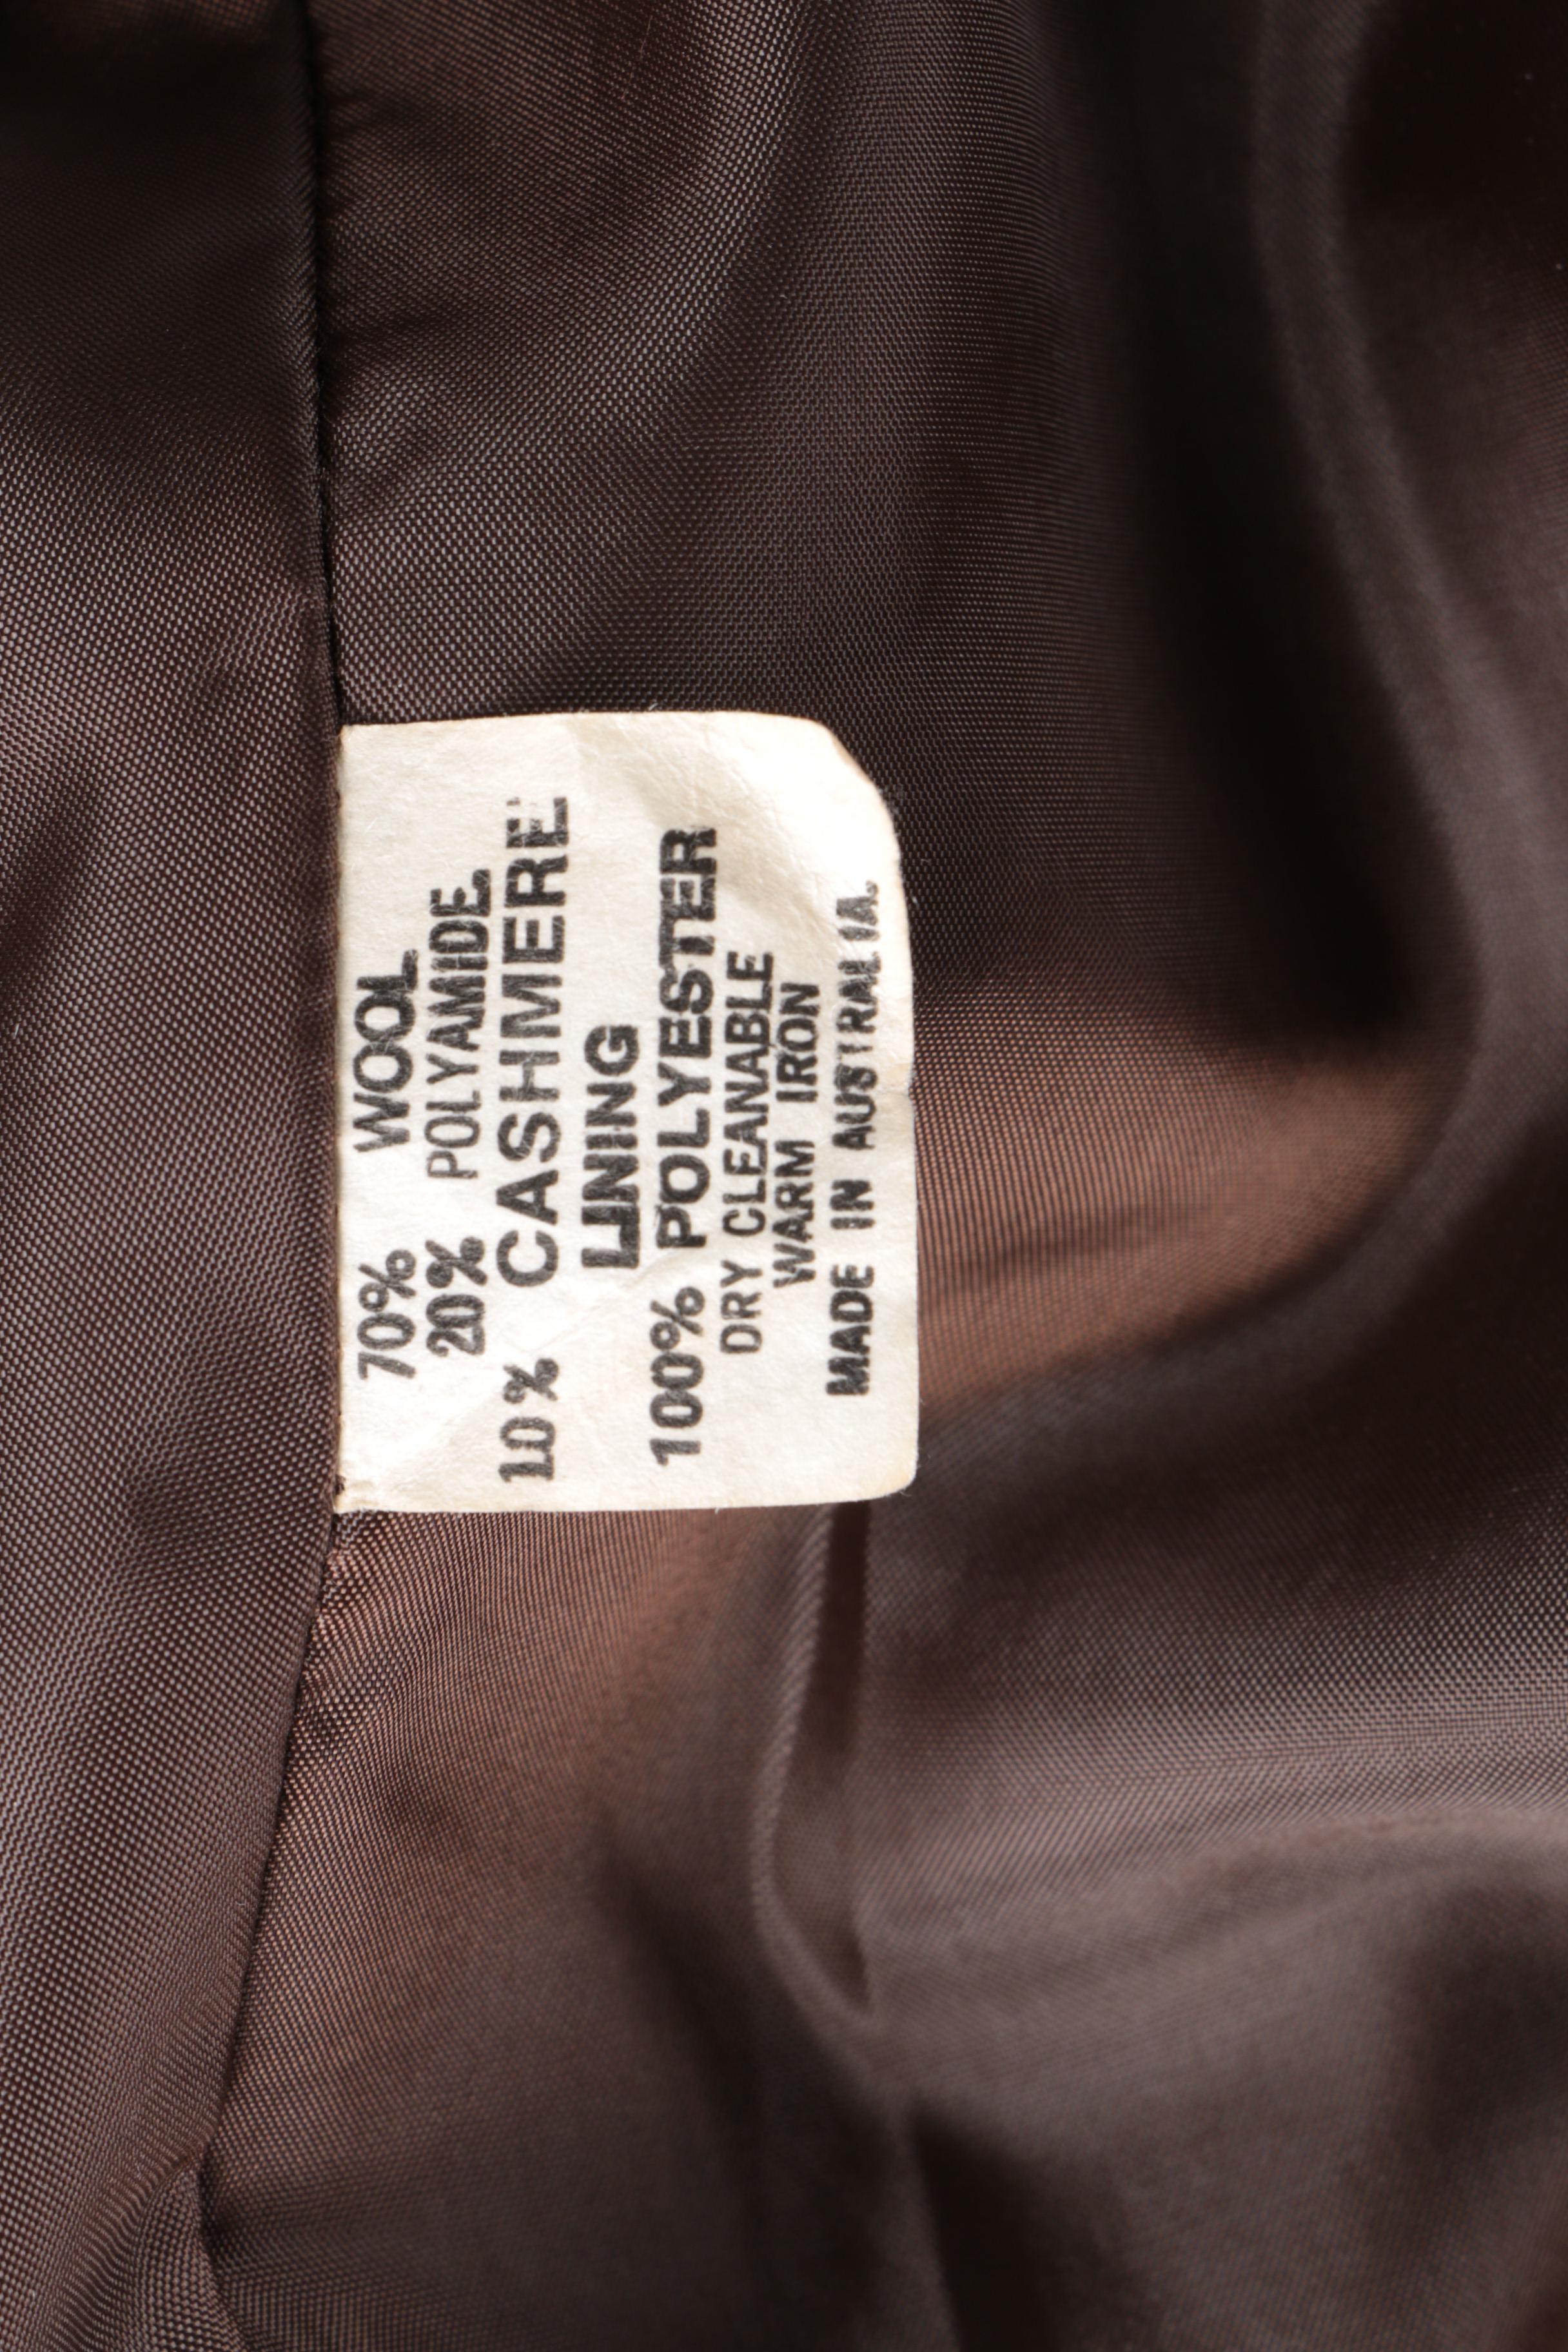 70% WOOL
20% POLYAMIDE
10% CASHMERE
LINING
100% POLYESTER
DRY CLEANABLE
WARM IRON
MADE IN AUSTRALIA.